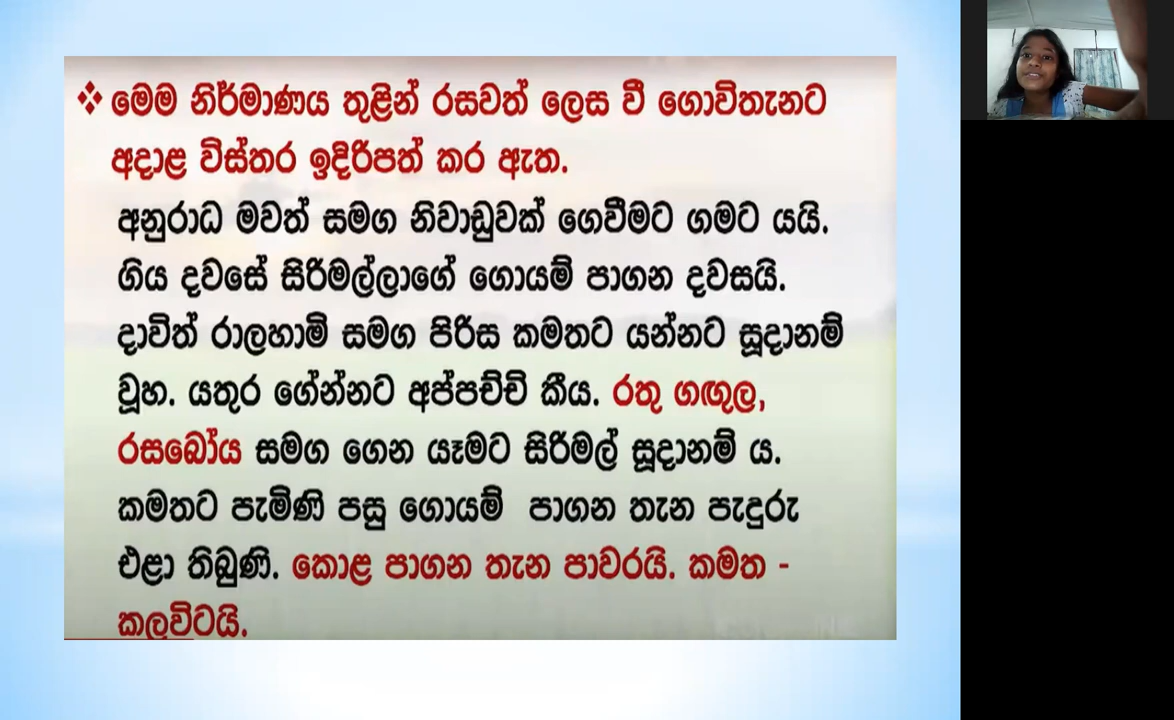 ❖ මෙම නිර්මාණය තුළින් රසවත් ලෙස වී ගොවිතැනට
අදාළ විස්තර ඉදිරිපත් කර ඇත.
අනුරාධ මවත් සමග නිවාඩුවක් ගෙවීමට ගමට යයි.
ගිය දවසේ සිරිමල්ලාගේ ගොයම් පාගන දවසයි.
දාවිත් රාලහාමි සමග පිරිස කමතට යන්නට සූදානම්
වූහ. යතුර ගේන්නට අප්පච්චි කීය. රතු ගඟුල,
රසබෝය සමග ගෙන යෑමට සිරිමල් සූදානම් ය.
කමතට පැමිණි පසු ගොයම් පාගන තැන පැදුරු
එළා තිබුණි. කොළ පාගන තැන පාවරයි. කමත -
කලවිටයි.